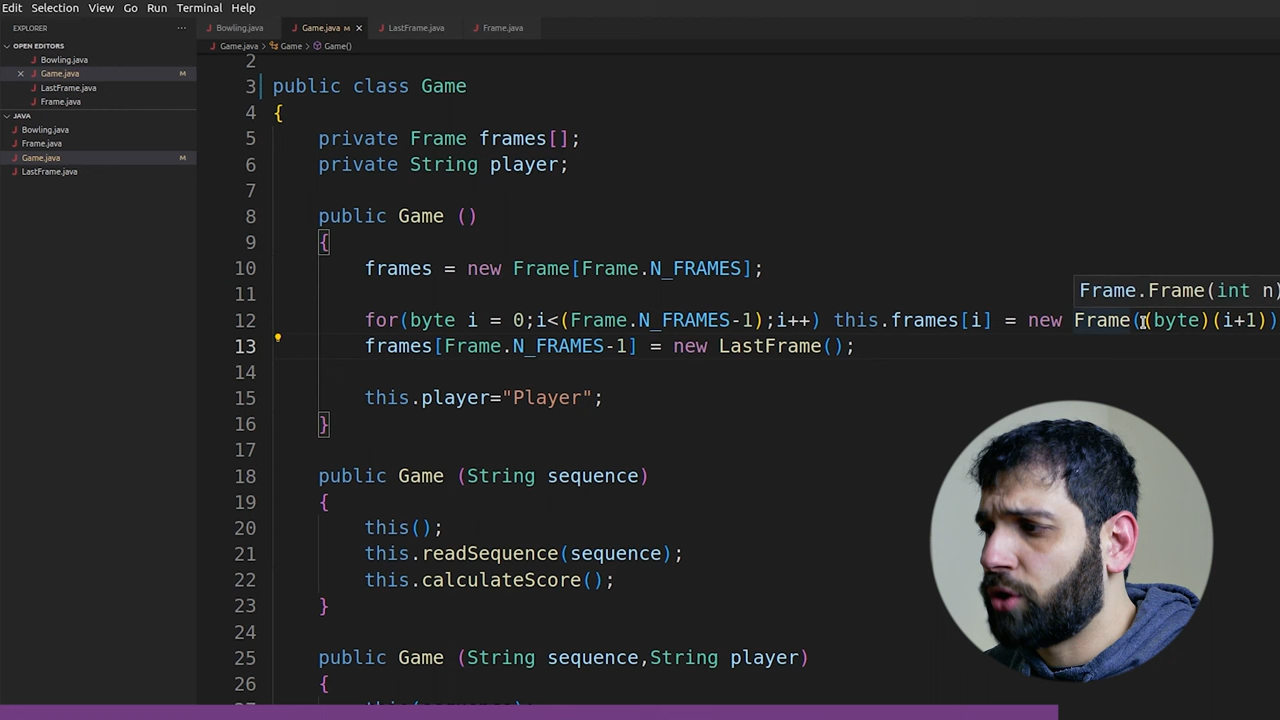 Edit Selection View Go Run Terminal Help
EXPLORER ···
OPEN EDITORS
Bowling.java
Game.java M
LastFrame.java
Frame.java
JAVA
Bowling.java
Frame.java
Game.java M
LastFrame.java
Bowling.java Game.java M LastFrame.java Frame.java
Game.java > Game > Game()
2
3 public class Game
4 {
5 private Frame frames[];
6 private String player;
7
8 public Game ()
9 {
10 frames = new Frame[Frame.N_FRAMES];
11
Frame.Frame(int n)
12 for(byte i = 0;i<(Frame.N_FRAMES-1);i++) this.frames[i] = new Frame((byte)(i+1))
13 frames[Frame.N_FRAMES-1] = new LastFrame();
14
15 this.player="Player";
16 }
17
18 public Game (String sequence)
19 {
20 this();
21 this.readSequence(sequence);
22 this.calculateScore();
23 }
24
25 public Game (String sequence,String player)
26 {